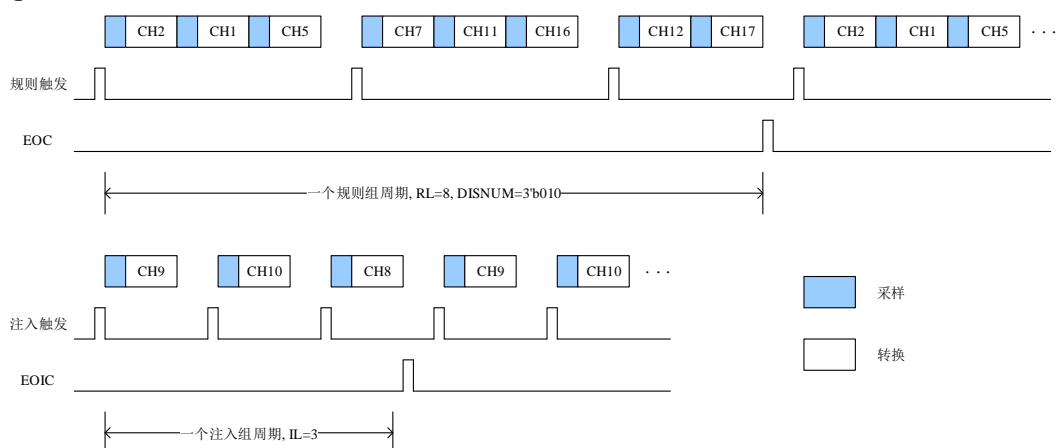 CH2 CH1 CH5 CH7 CH11 CH16 CH12 CH17 CH2 CH1 CH5 · · ·
规则触发
EOC
一个规则组周期, RL=8, DISNUM=3'b010
CH9 CH10 CH8 CH9 CH10 · · ·
采样
注入触发
转换
EOIC
一个注入组周期, IL=3